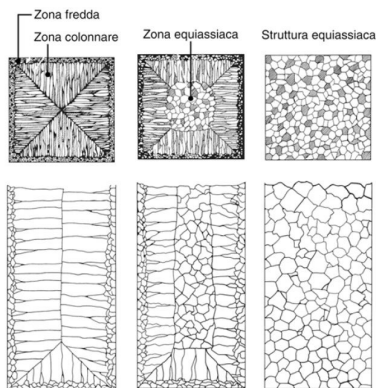 Zona fredda
Zona colonnare
Zona equiassiaca
Struttura equiassiaca